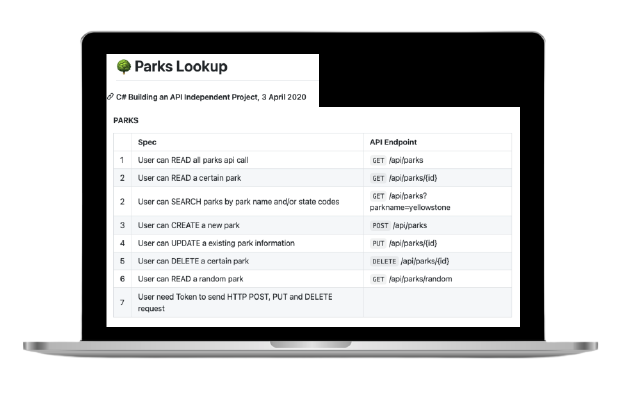 Parks Lookup
C# Building an API Independent Project, 3 April 2020
PARKS
Spec API Endpoint
1 User can READ all parks api call GET /api/parks
2 User can READ a certain park GET /api/parks/{id}
2 User can SEARCH parks by park name and/or state codes GET /api/parks?
parkname=yellowstone
3 User can CREATE a new park POST /api/parks
4 User can UPDATE a existing park information PUT /api/parks/{id}
5 User can DELETE a certain park DELETE /api/parks/{id}
6 User can READ a random park GET /api/parks/random
7 User need Token to send HTTP POST, PUT and DELETE
request